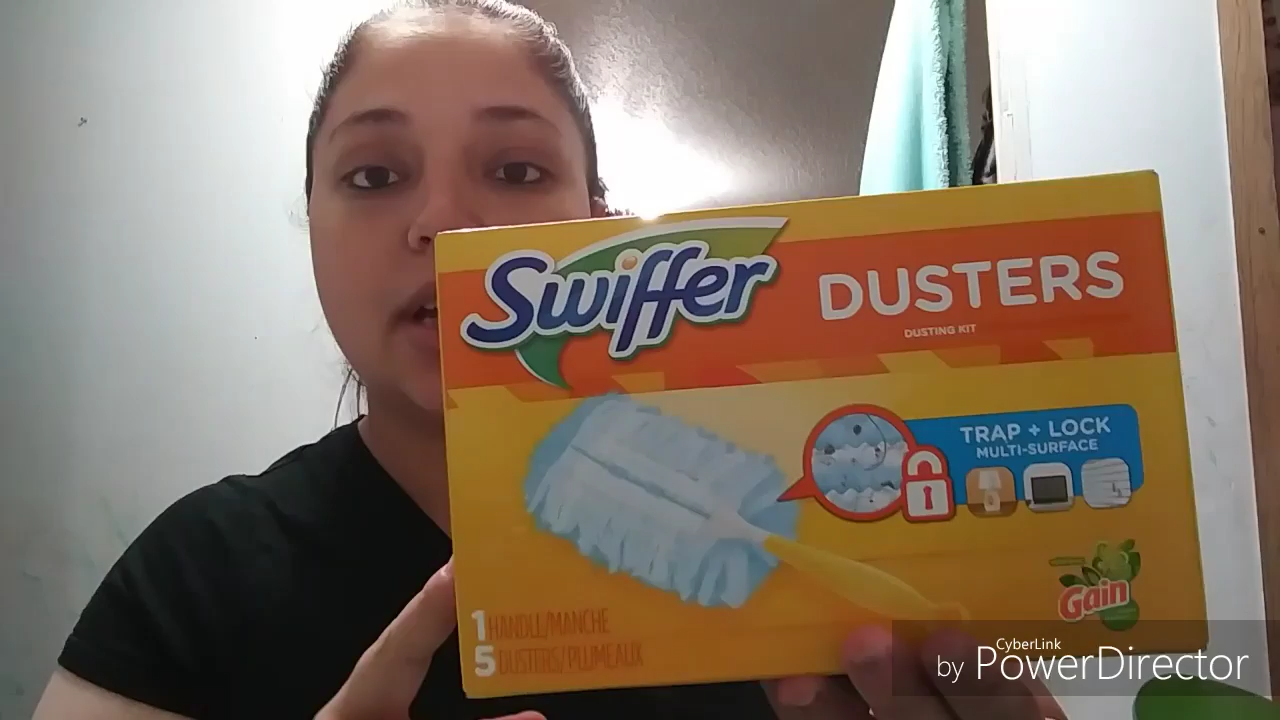 Swiffer
DUSTERS
DUSTING KIT
TRAP + LOCK
MULTI-SURFACE
Gain
1 HANDLE/MANCHE
5 DUSTERS/PLUMEAUX
CyberLink
by PowerDirector